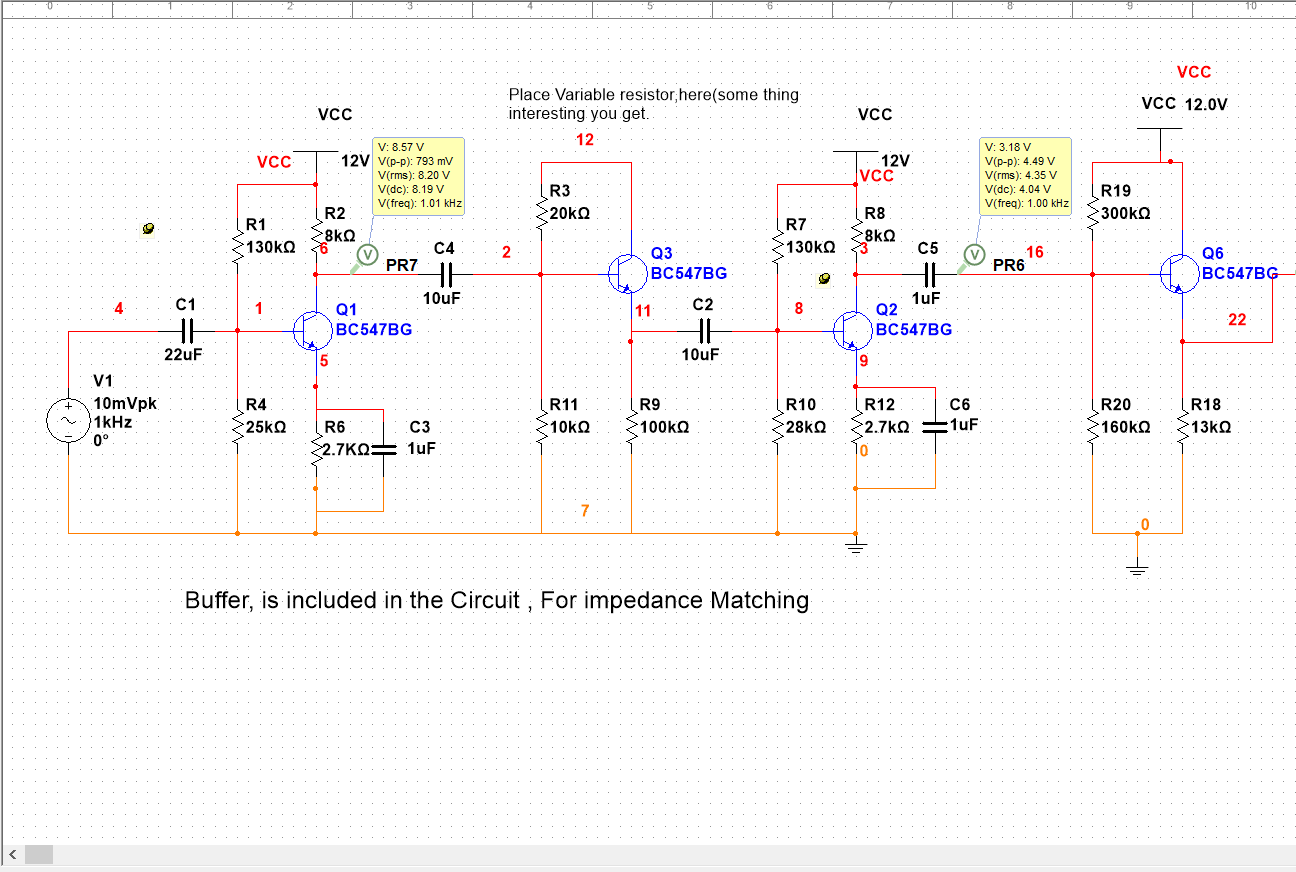 0 1 2 3 4 5 6 7 8 9 10
VCC
VCC 12.0V
Place Variable resistor,here(some thing
interesting you get.
VCC
VCC
12
V: 8.57 V
V(p-p): 793 mV
V(rms): 8.20 V
V(dc): 8.19 V
V(freq): 1.01 kHz
V: 3.18 V
V(p-p): 4.49 V
V(rms): 4.35 V
V(dc): 4.04 V
V(freq): 1.00 kHz
VCC
12V
12V
VCC
R3
20kΩ
R19
300kΩ
R1
130kΩ
R2
8kΩ
6
V
PR7
C4
10uF
2
Q3
BC547BG
R7
130kΩ
R8
8kΩ
3
C5
1uF
V
PR6
16
Q6
BC547BG
4
C1
22uF
1
Q1
BC547BG
5
11
C2
10uF
8
Q2
BC547BG
9
22
V1
10mVpk
1kHz
0°
R4
25kΩ
R6
2.7KΩ
C3
1uF
R11
10kΩ
R9
100kΩ
R10
28kΩ
R12
2.7kΩ
0
C6
1uF
R20
160kΩ
R18
13kΩ
7
0
Buffer, is included in the Circuit , For impedance Matching